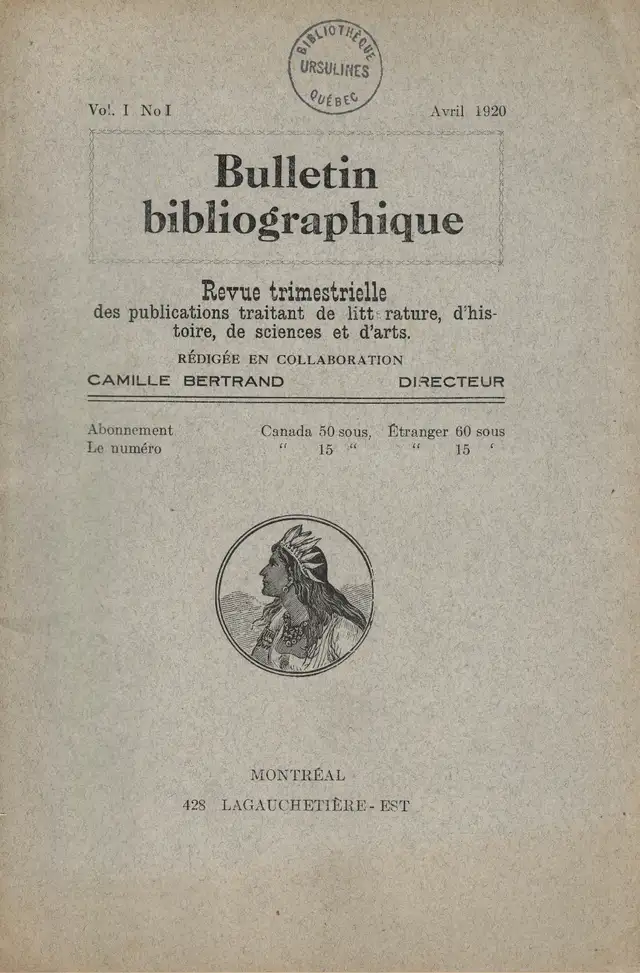 BIBLIOTHÈQUE
URSULINES
QUÉBEC
Vol. I No I Avril 1920
Bulletin
bibliographique
Revue trimestrielle
des publications traitant de litt rature, d'his-
toire, de sciences et d'arts.
RÉDIGÉE EN COLLABORATION
CAMILLE BERTRAND DIRECTEUR
Abonnement Canada 50 sous, Étranger 60 sous
Le numéro “ 15 “ “ 15 ‘
MONTRÉAL
428 LAGAUCHETIÈRE - EST